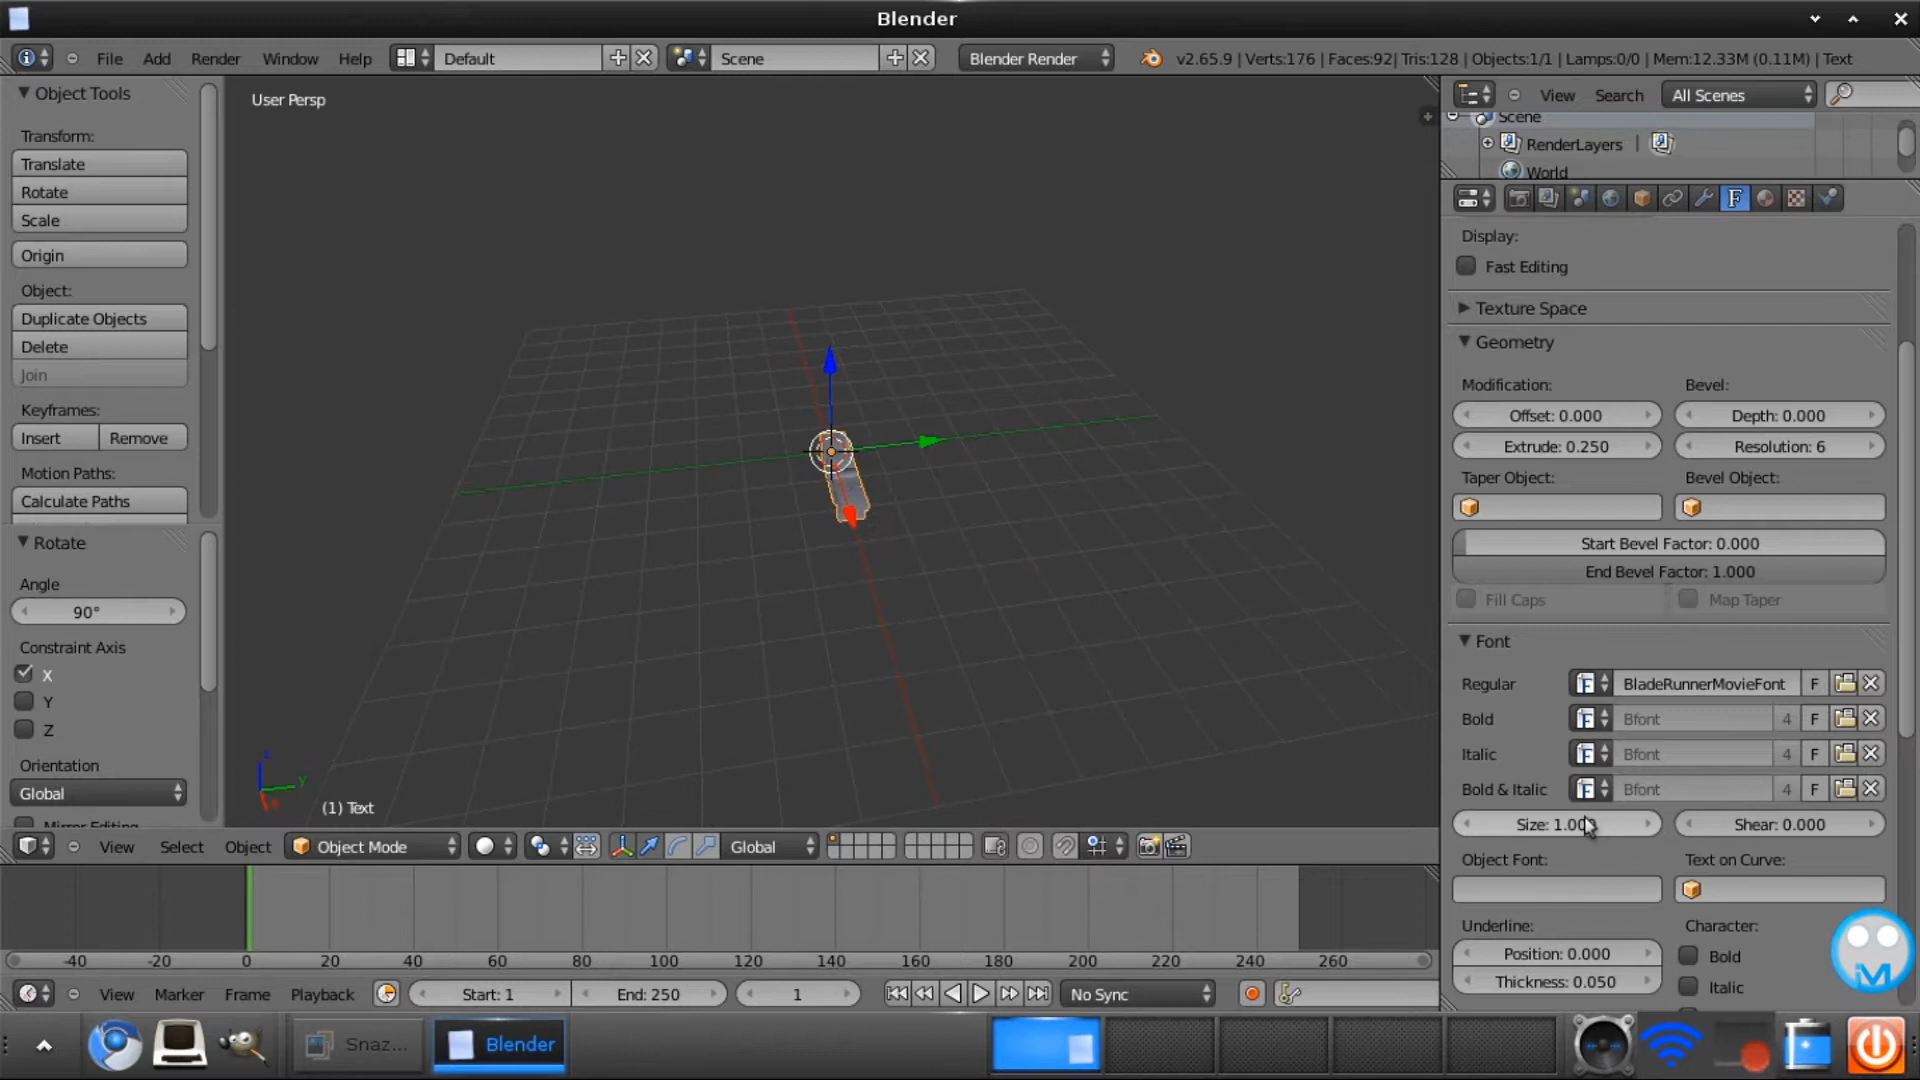 Blender
File Add Render Window Help Default Scene Blender Render v2.65.9 | Verts:176 | Faces:92| Tris:128 | Objects:1/1 | Lamps:0/0 | Mem:12.33M (0.11M) | Text
Object Tools
Transform:
Translate
Rotate
Scale
Origin
Object:
Duplicate Objects
Delete
Join
Keyframes:
Insert Remove
Motion Paths:
Calculate Paths
Rotate
Angle
90°
Constraint Axis
X
Y
Z
Orientation
Global
Mirror Editing
User Persp
z
y
(1) Text
View Select Object Object Mode Global
-40 -20 0 20 40 60 80 100 120 140 160 180 200 220 240 260
View Marker Frame Playback Start: 1 End: 250 1 No Sync
View Search All Scenes
Scene
RenderLayers |
World
Display:
Fast Editing
Texture Space
Geometry
Modification: Bevel:
Offset: 0.000 Depth: 0.000
Extrude: 0.250 Resolution: 6
Taper Object: Bevel Object:
Start Bevel Factor: 0.000
End Bevel Factor: 1.000
Fill Caps Map Taper
Font
Regular F BladeRunnerMovieFont F
Bold F Bfont 4 F
Italic F Bfont 4 F
Bold & Italic F Bfont 4 F
Size: 1.000 Shear: 0.000
Object Font: Text on Curve:
Underline: Character:
Position: 0.000 Bold
Thickness: 0.050 Italic
M
Snaz... Blender